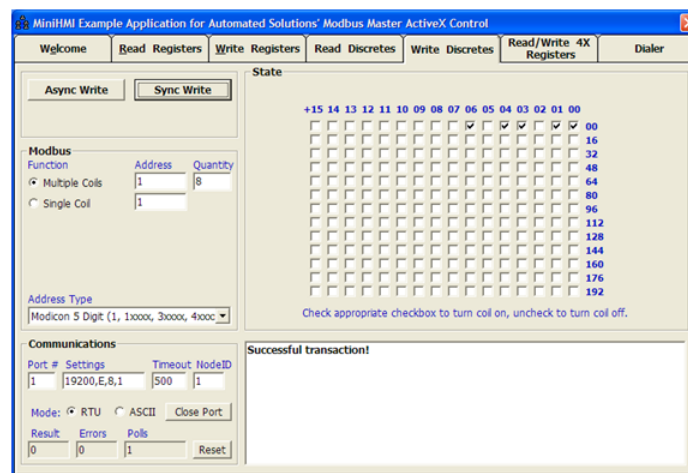 MiniHMI Example Application for Automated Solutions' Modbus Master ActiveX Control
Welcome
Read Registers
Write Registers
Read Discretes
Write Discretes
Read/Write 4X
Registers
Dialer
Async Write
Sync Write
State
+15 14 13 12 11 10 09 08 07 06 05 04 03 02 01 00
00
16
32
48
64
80
96
112
128
144
160
176
192
Check appropriate checkbox to turn coil on, uncheck to turn coil off.
Modbus
Function Address Quantity
Multiple Coils 1 8
Single Coil 1
Address Type
Modicon 5 Digit (1, 1xxxx, 3xxxx, 4xxxc
Communications
Port # Settings Timeout NodeID
1 19200,E,8,1 500 1
Mode: RTU ASCII Close Port
Result Errors Polls
0 0 1 Reset
Successful transaction!